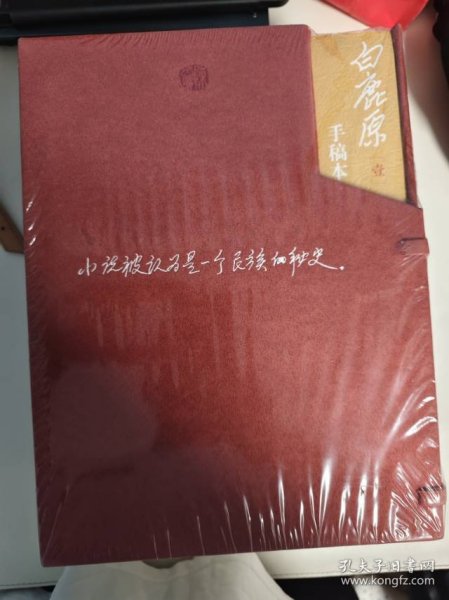 白鹿原
壹
手稿本
小说被认为是一个民族的秘史。
孔夫子旧书网
www.kongfz.com